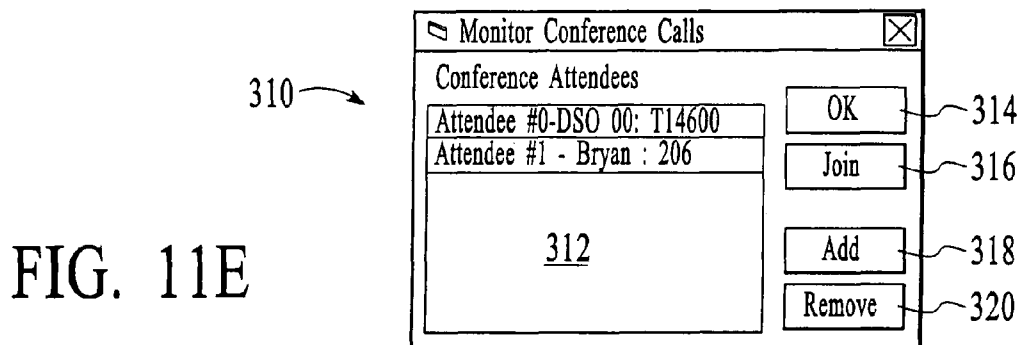 Monitor Conference Calls
Conference Attendees
310
Attendee #0-DSO 00: T14600
Attendee #1 - Bryan : 206
312
OK
314
Join
316
Add
318
Remove
320
FIG. 11E